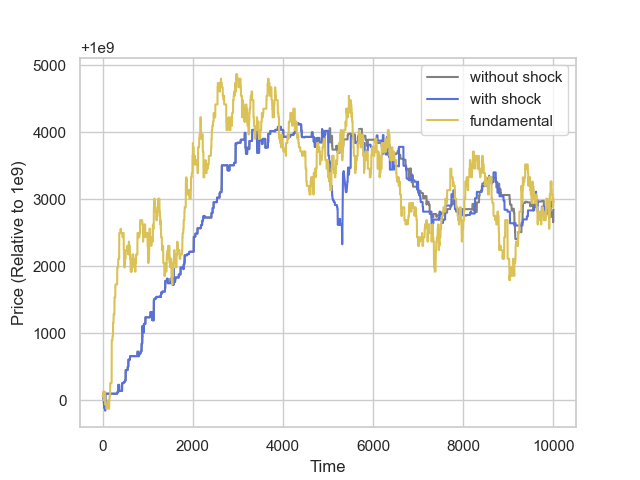 +1e9
5000
4000
3000
2000
1000
0
Price (Relative to 1e9)
without shock
with shock
fundamental
0 2000 4000 6000 8000 10000
Time